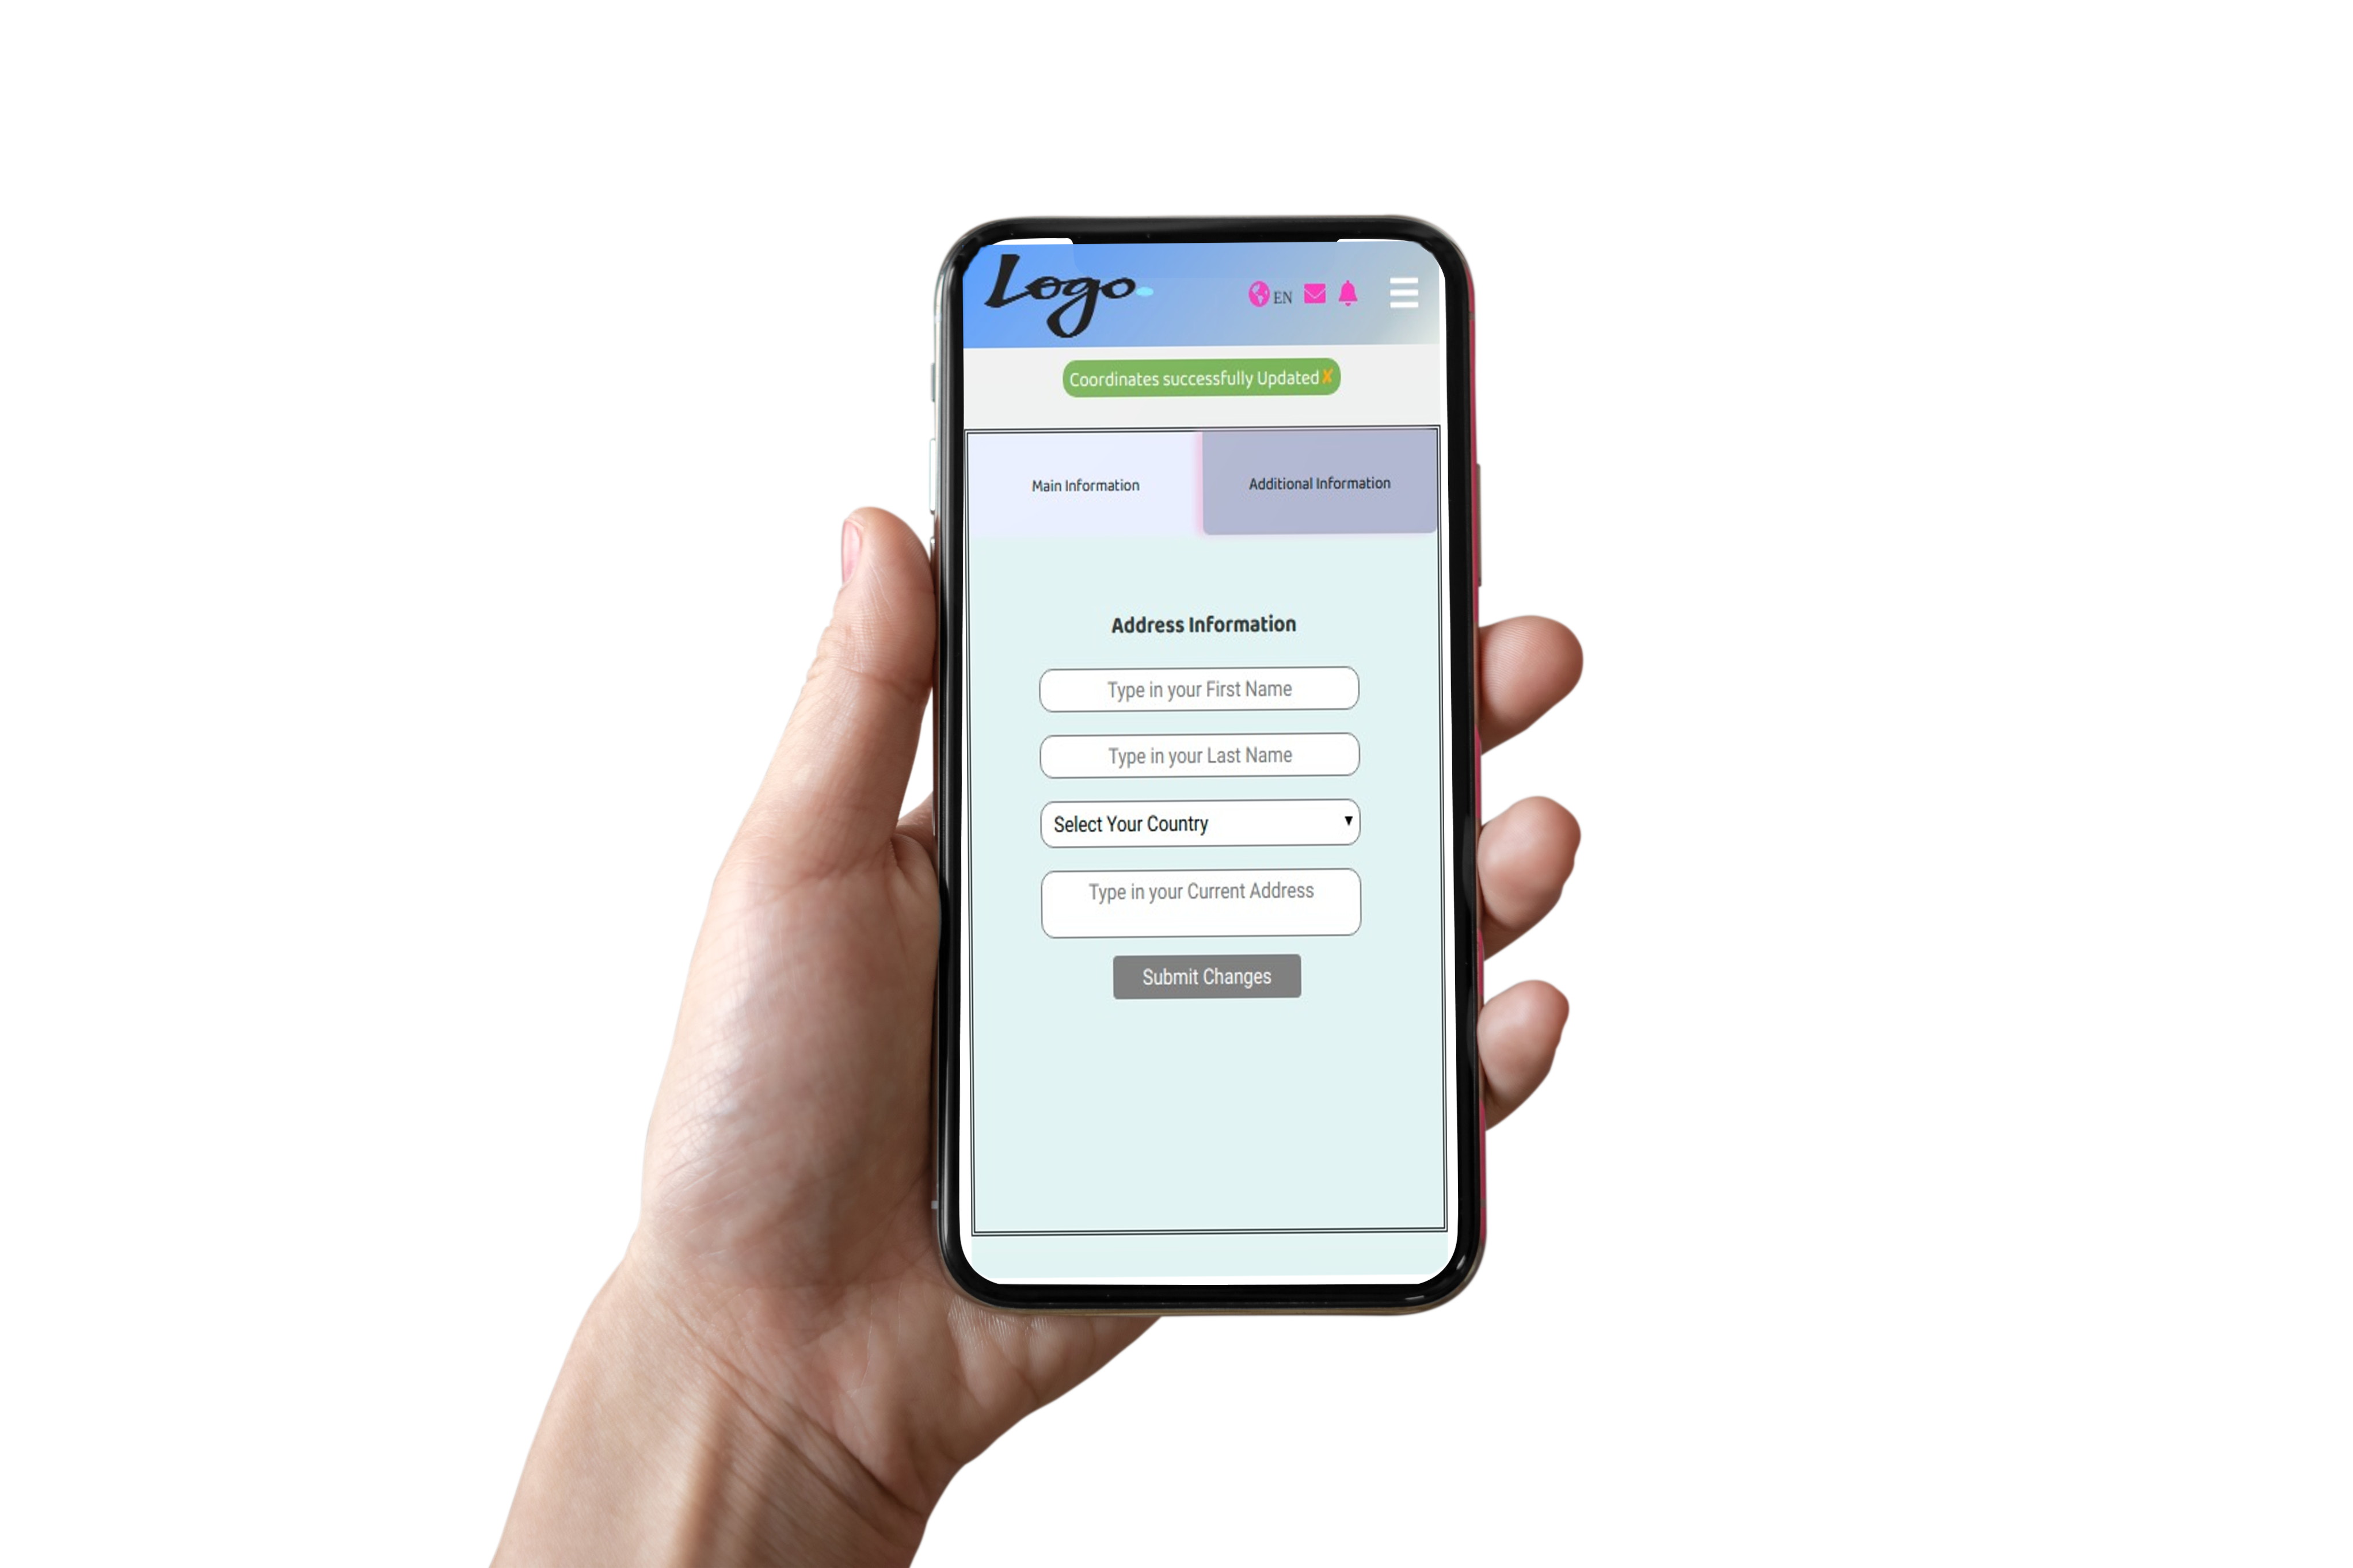 Logo
EN
Coordinates successfully Updated✘
Main Information
Additional Information
Address Information
Type in your First Name
Type in your Last Name
Select Your Country
Type in your Current Address
Submit Changes